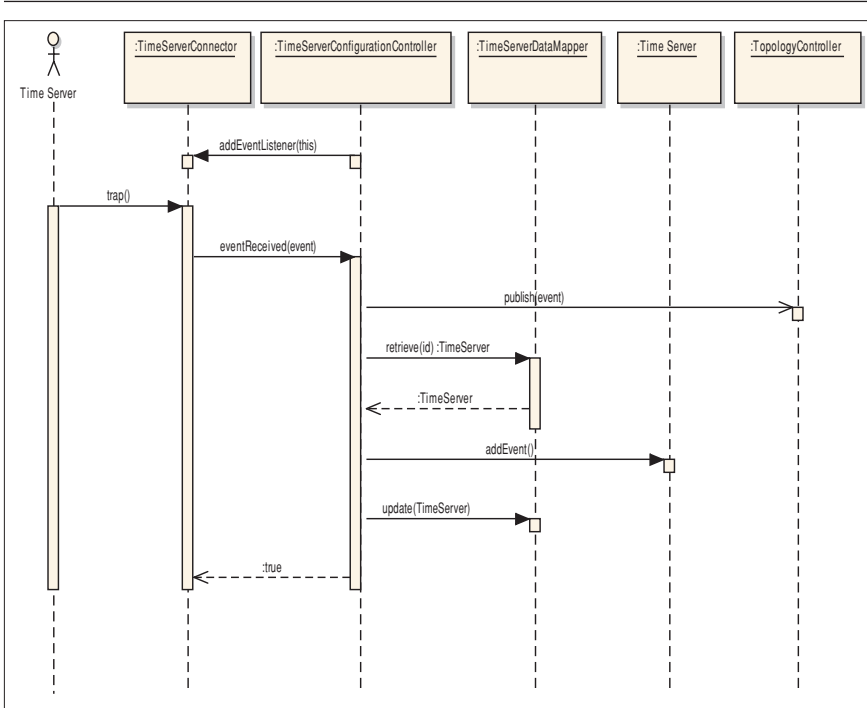 :TimeServerConnector
:TimeServerConfigurationController
:TimeServerDataMapper
:Time Server
:TopologyController
Time Server
addEventListener(this)
trap()
eventReceived(event)
publish(event)
retrieve(id) :TimeServer
:TimeServer
addEvent()
update(TimeServer)
:true